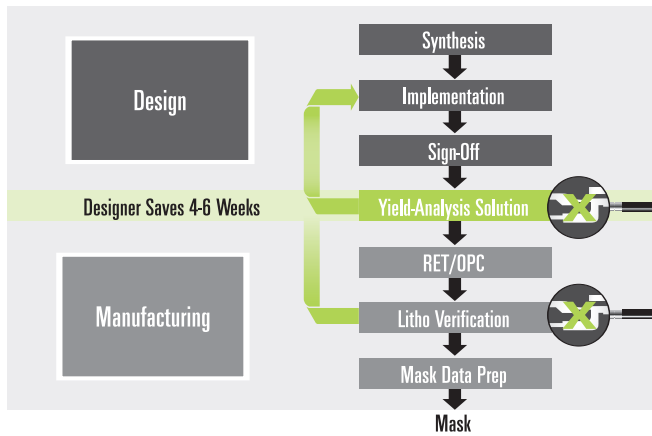 Synthesis
Design
Implementation
Sign-Off
Designer Saves 4-6 Weeks
Yield-Analysis Solution
RET/OPC
Manufacturing
Litho Verification
Mask Data Prep
Mask